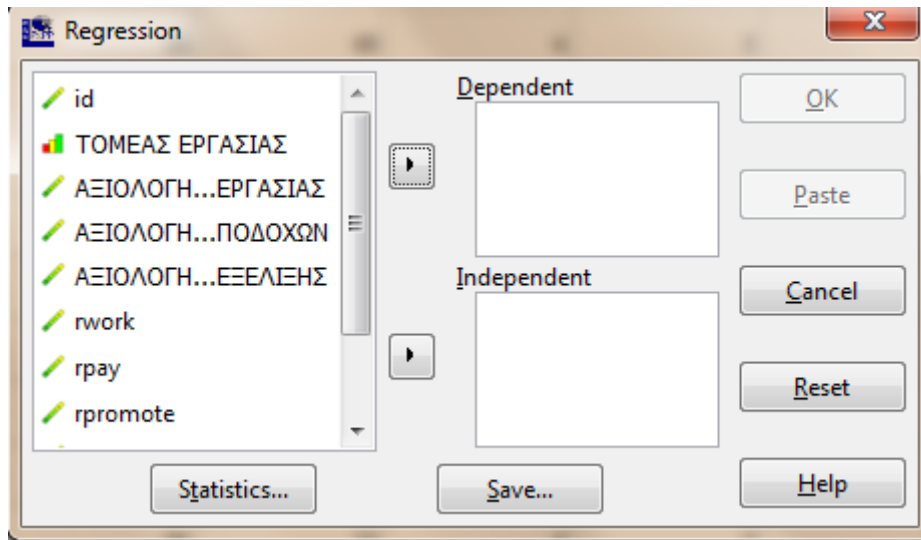 Regression
id
ΤΟΜΕΑΣ ΕΡΓΑΣΙΑΣ
ΑΞΙΟΛΟΓΗ...ΕΡΓΑΣΙΑΣ
ΑΞΙΟΛΟΓΗ...ΠΟΔΟΧΩΝ
ΑΞΙΟΛΟΓΗ...ΕΞΕΛΙΞΗΣ
rwork
rpay
rpromote
Dependent
Independent
OK
Paste
Cancel
Reset
Help
Statistics...
Save...